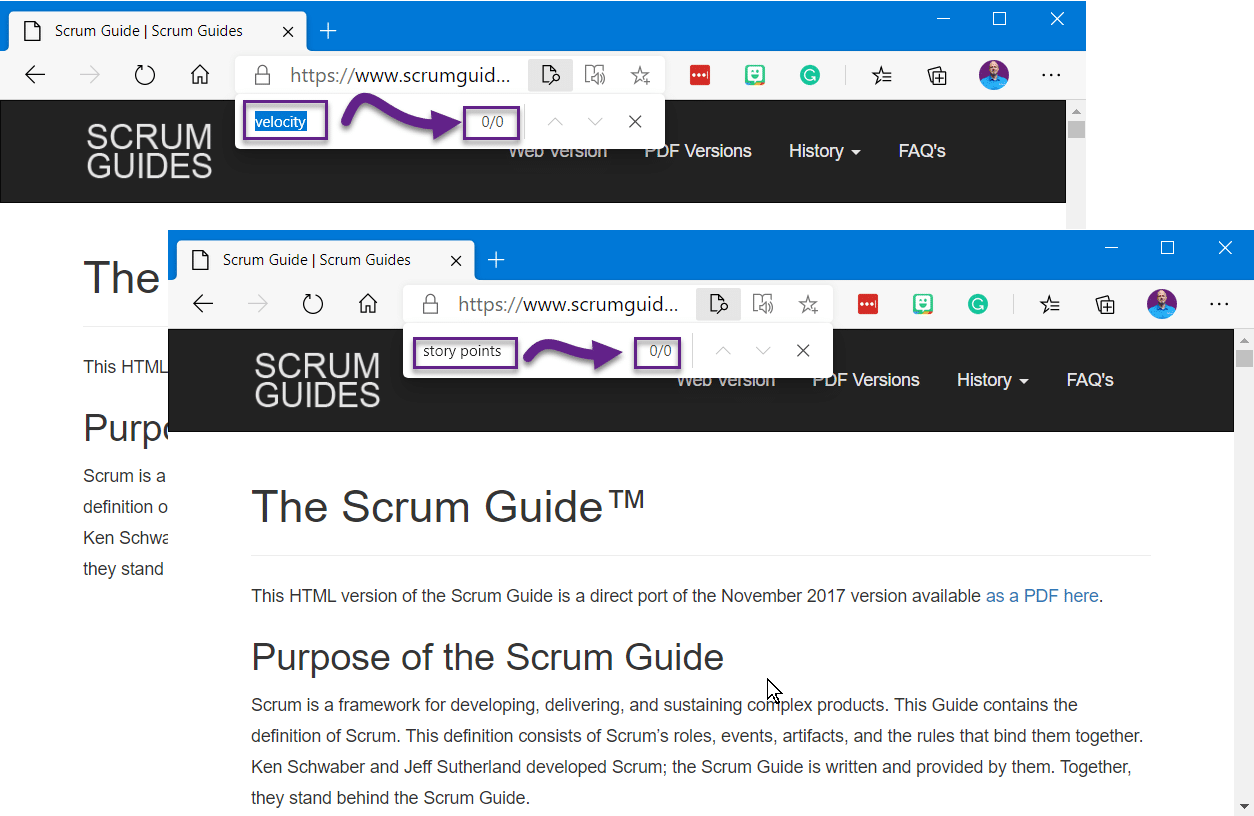 Scrum Guide | Scrum Guides
https://www.scrumguid...
velocity
0/0
SCRUM
GUIDES
Web Version
PDF Versions
History
FAQ's
The
This HTML
Purpo
Scrum is a
definition o
Ken Schwa
they stand
Scrum Guide | Scrum Guides
https://www.scrumguid...
story points
0/0
SCRUM
GUIDES
Web Version
PDF Versions
History
FAQ's
The Scrum Guide™
This HTML version of the Scrum Guide is a direct port of the November 2017 version available as a PDF here.
Purpose of the Scrum Guide
Scrum is a framework for developing, delivering, and sustaining complex products. This Guide contains the
definition of Scrum. This definition consists of Scrum’s roles, events, artifacts, and the rules that bind them together.
Ken Schwaber and Jeff Sutherland developed Scrum; the Scrum Guide is written and provided by them. Together,
they stand behind the Scrum Guide.